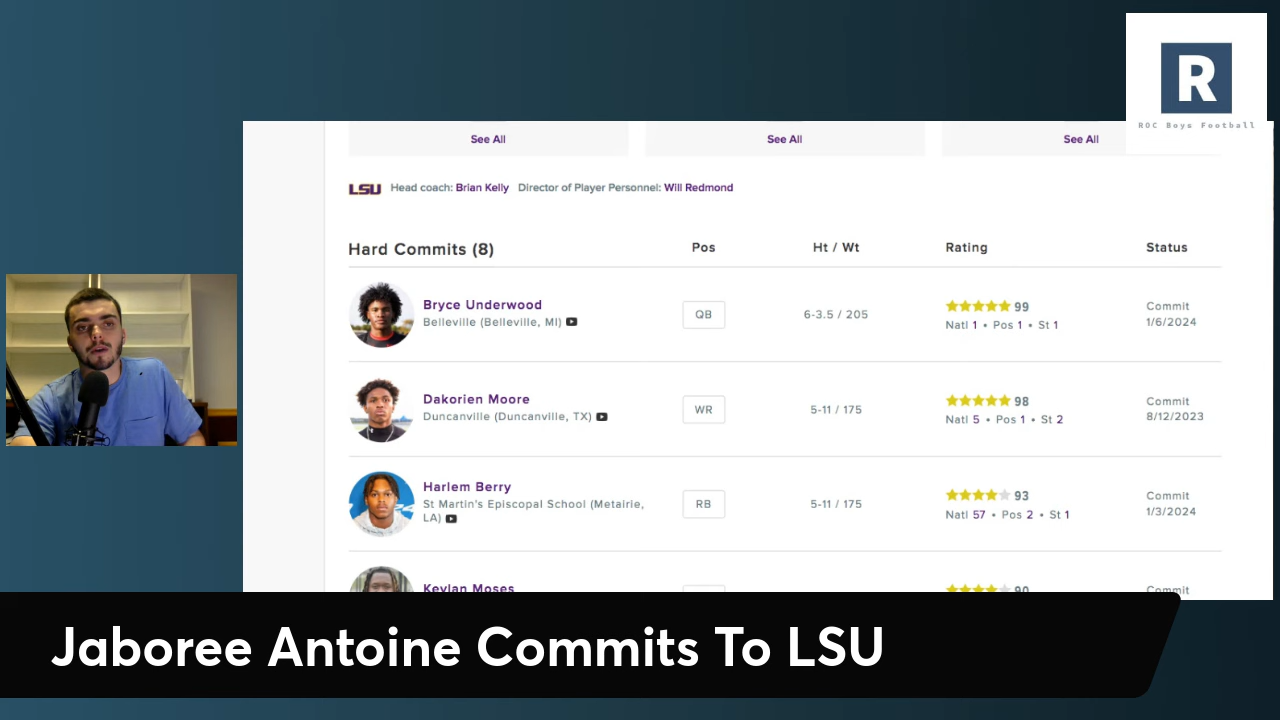 R
ROC Boys Football
See All
See All
See All
LSU Head coach: Brian Kelly Director of Player Personnel: Will Redmond
Hard Commits (8) Pos Ht / Wt Rating Status
Bryce Underwood
Belleville (Belleville, MI)
QB
6-3.5 / 205
99
Natl 1 • Pos 1 • St 1
Commit
1/6/2024
Dakorien Moore
Duncanville (Duncanville, TX)
WR
5-11 / 175
98
Natl 5 • Pos 1 • St 2
Commit
8/12/2023
Harlem Berry
St Martin's Episcopal School (Metairie,
LA)
RB
5-11 / 175
93
Natl 57 • Pos 2 • St 1
Commit
1/3/2024
Keylan Moses
90
Commit
Jaboree Antoine Commits To LSU